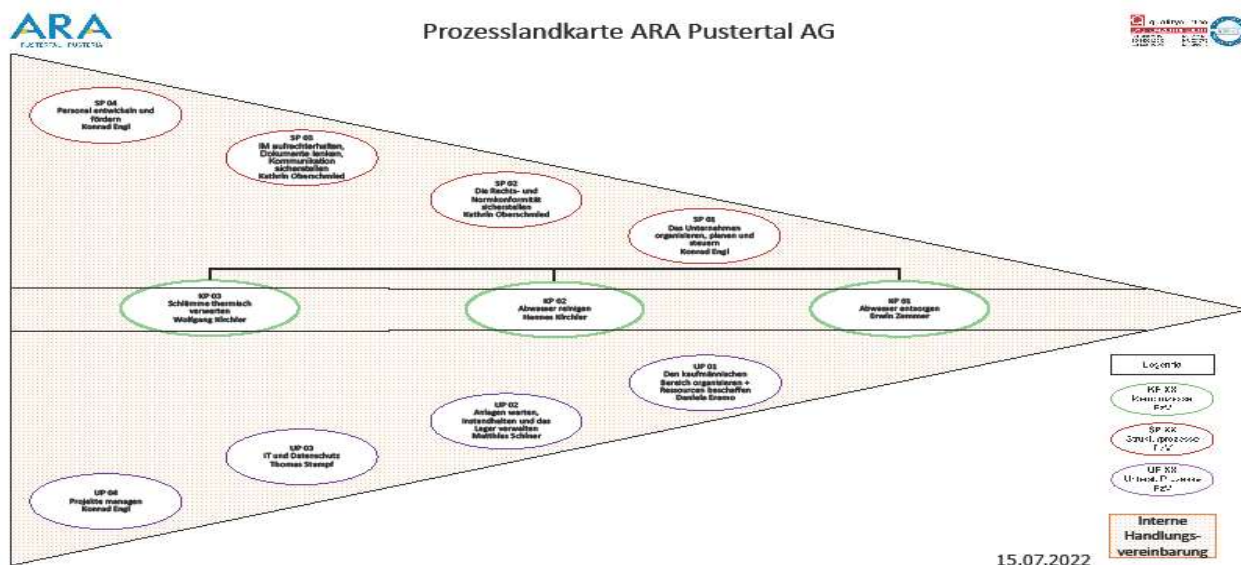 ARA
PUSTERTAL PUSTERIA
Prozesslandkarte ARA Pustertal AG
SP 04
Personal entwickeln und
fördern
Konrad Engl
SP 03
IM aufrechterhalten,
Dokumente lenken,
Kommunikation
sicherstellen
Kathrin Oberschmied
SP 02
Die Rechts- und
Normkonformität
sicherstellen
Kathrin Oberschmied
SP 01
Das Unternehmen
organisieren, planen und
steuern
Konrad Engl
KP 03
Schlämme thermisch
verwerten
Wolfgang Kirchler
KP 02
Abwasser reinigen
Hannes Kirchler
KP 01
Abwasser entsorgen
Erwin Zemmer
UP 01
Den kaufmännischen
Bereich organisieren +
Ressourcen beschaffen
Daniela Eramo
UP 02
Anlagen warten,
instandhalten und das
Lager verwalten
Matthias Schiner
UP 03
IT und Datenschutz
Thomas Stampf
UP 04
Projekte managen
Konrad Engl
Legende
KP XX
PzV
SP XX
Strukturprozesse
PzV
UP XX
PzV
Interne
Handlungs-
vereinbarung
15.07.2022